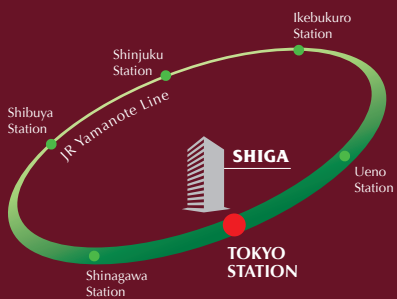 Ikebukuro
Station
Shinjuku
Station
Shibuya
Station
JR Yamanote Line
SHIGA
Ueno
Station
TOKYO
STATION
Shinagawa
Station